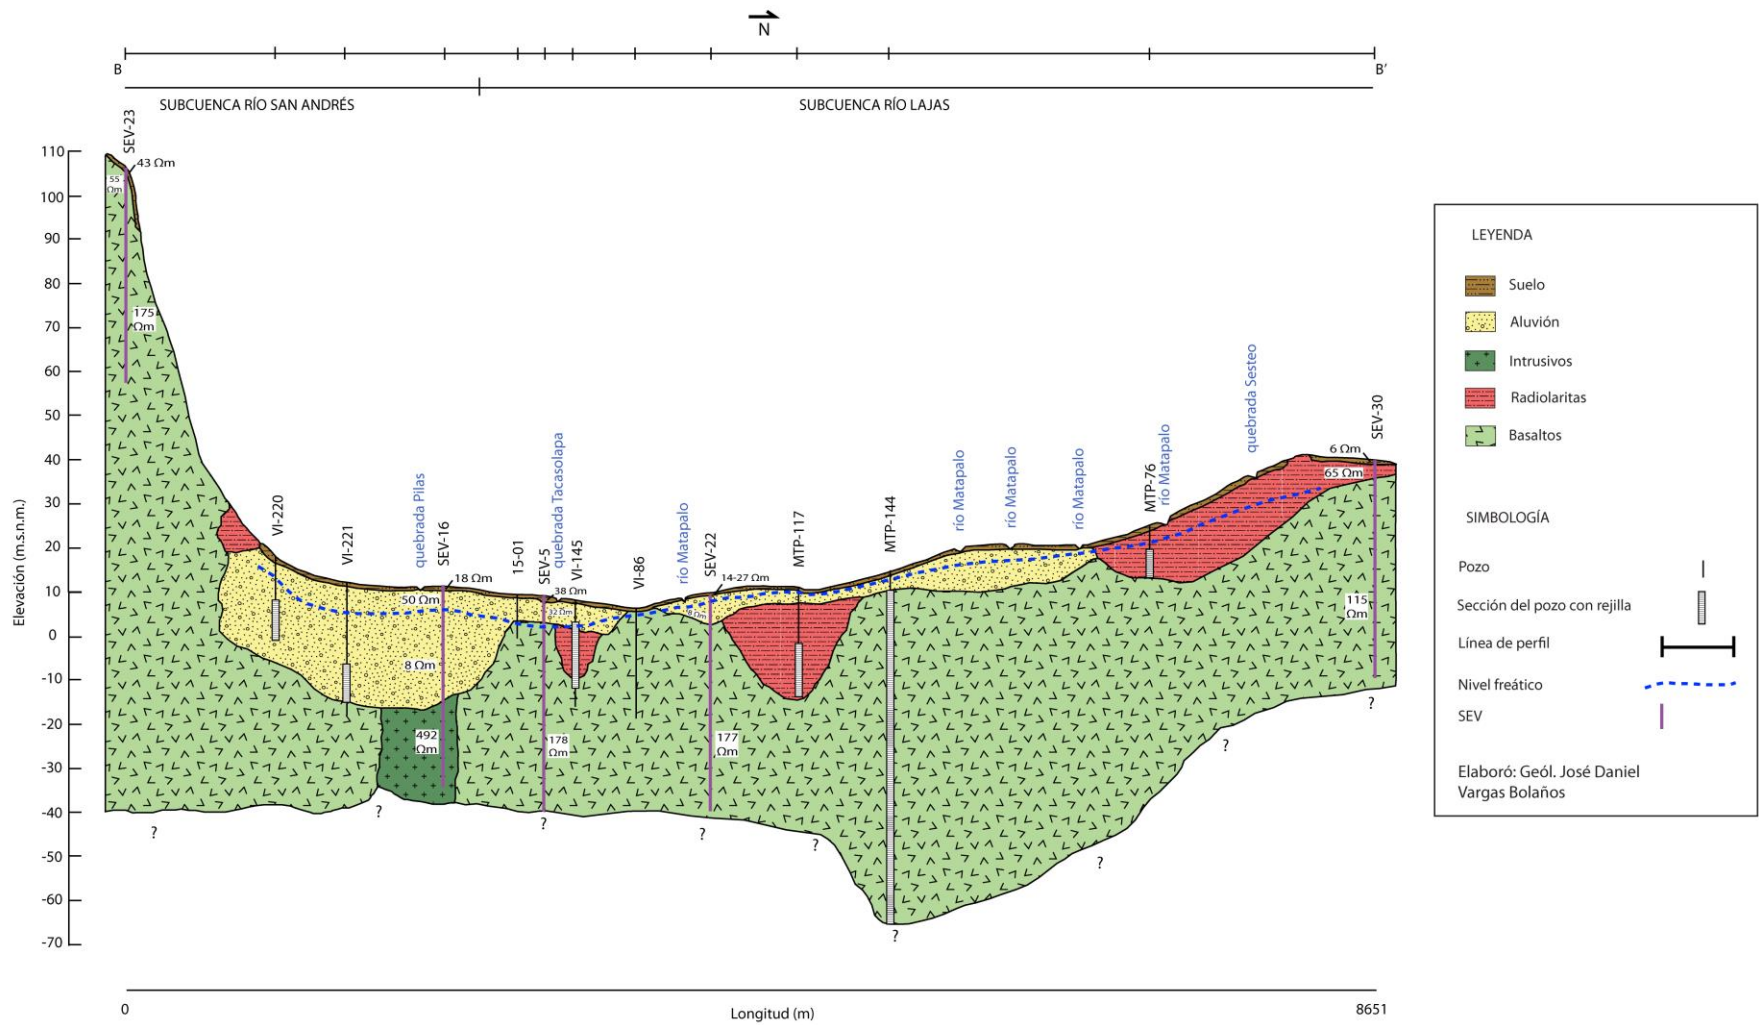 N
B
B'
SUBCUENCA RÍO SAN ANDRÉS
SUBCUENCA RÍO LAJAS
SEV-23
43 Ωm
55
Ωm
175
Ωm
VI-220
VI-221
quebrada Pilas
SEV-16
18 Ωm
50 Ωm
8 Ωm
492
Ωm
15-01
SEV-5
quebrada Tacasolapa
VI-145
38 Ωm
32 Ωm
178
Ωm
VI-86
río Matapalo
SEV-22
14-27 Ωm
177
Ωm
MTP-117
MTP-144
río Matapalo
río Matapalo
río Matapalo
MTP-76
río Matapalo
quebrada Sesteo
SEV-30
6 Ωm
65 Ωm
115
Ωm
?
?
?
?
?
?
?
?
?
Elevación (m.s.n.m.)
110
100
90
80
70
60
50
40
30
20
10
0
-10
-20
-30
-40
-50
-60
-70
0
Longitud (m)
8651
LEYENDA
Suelo
Aluvión
Intrusivos
Radiolaritas
Basaltos
SIMBOLOGÍA
Pozo
Sección del pozo con rejilla
Línea de perfil
Nivel freático
SEV
Elaboró: Geól. José Daniel
Vargas Bolaños